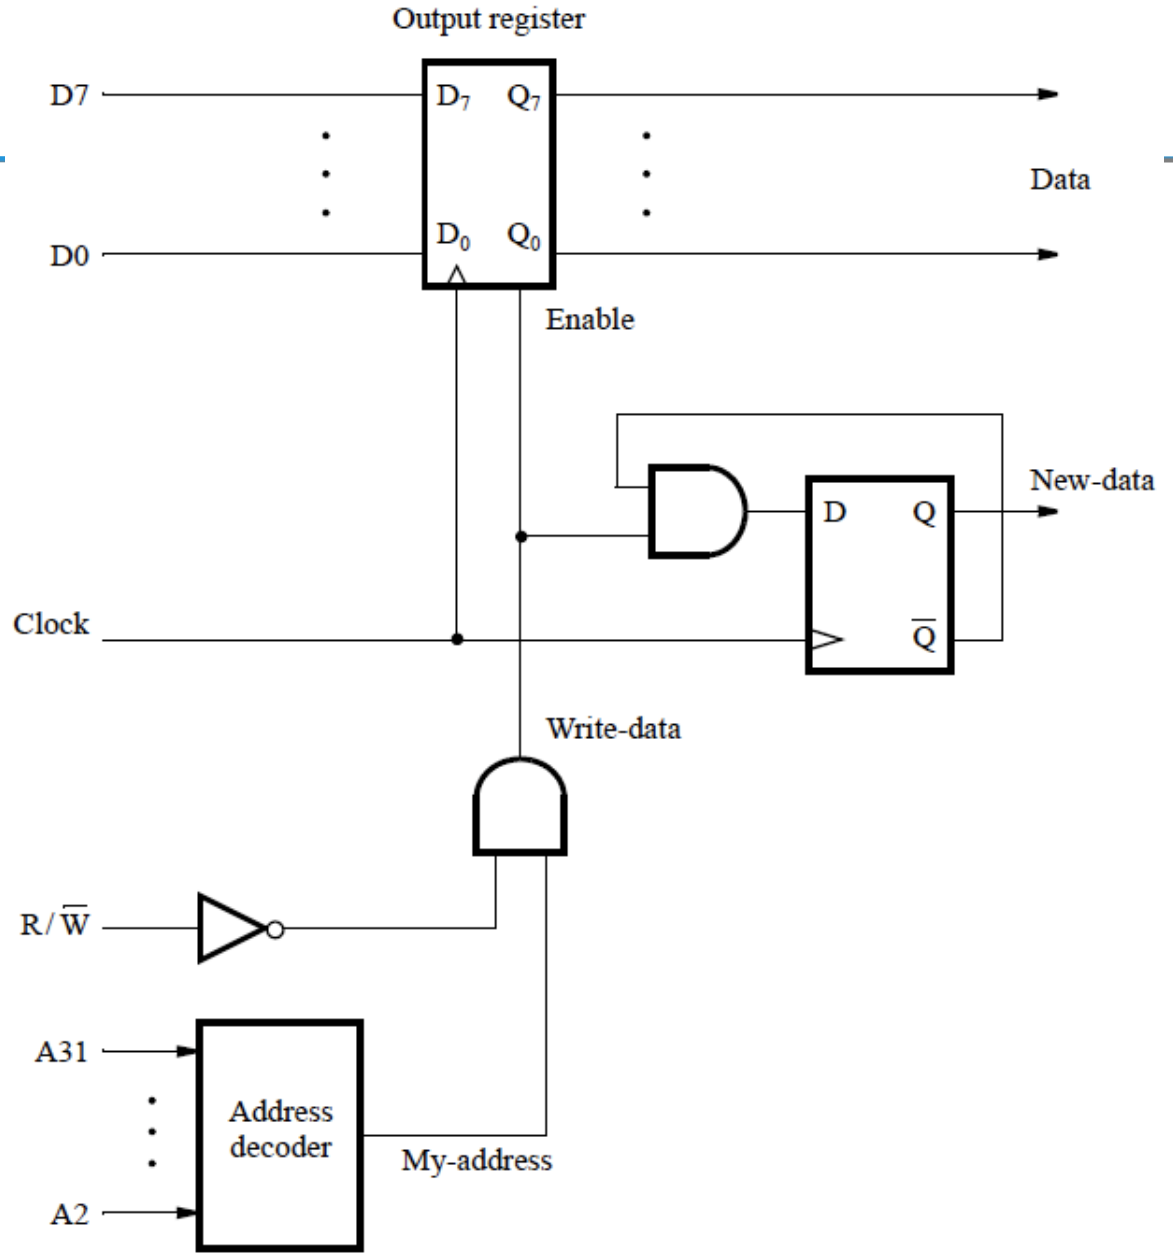 Output register
D7
D₇ Q₇
Data
D0
D₀ Q₀
Enable
New-data
D Q
Clock
Q̅
Write-data
R/W̅
A31
Address
decoder
My-address
A2